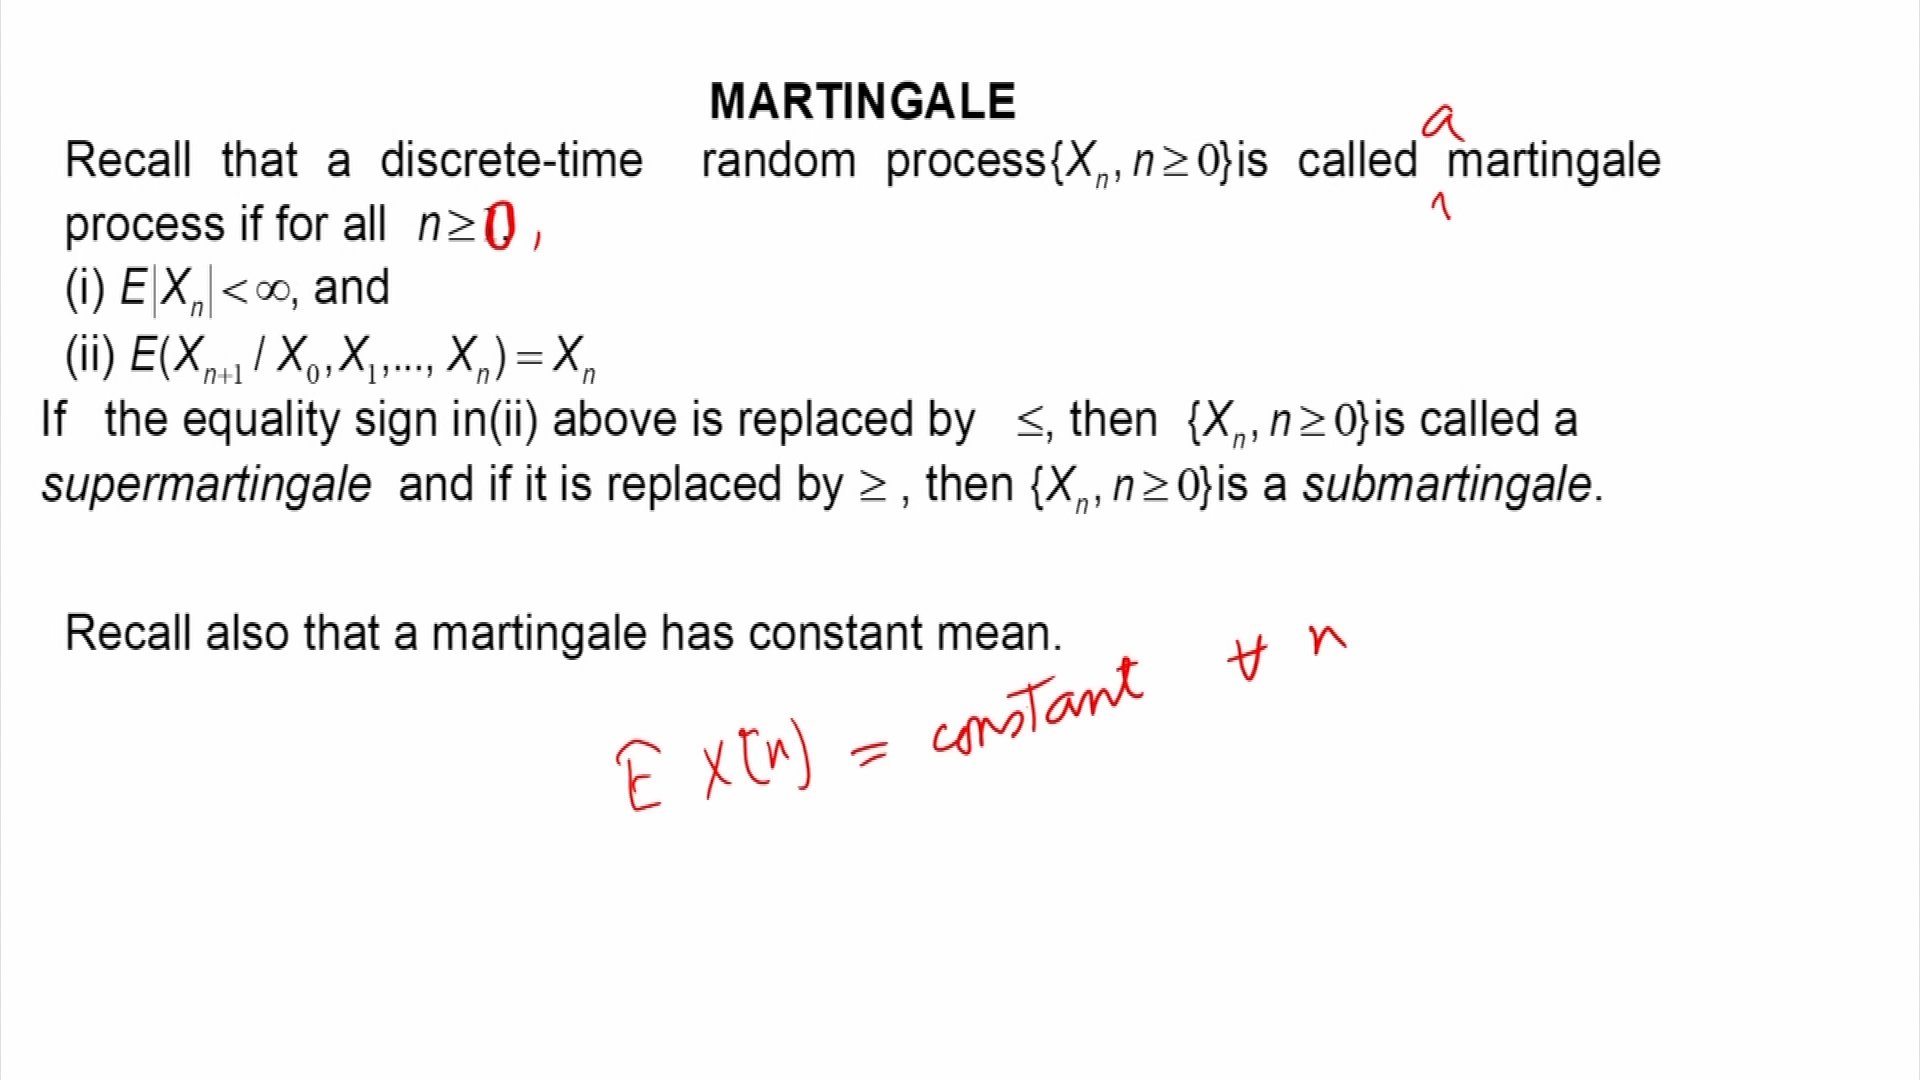 MARTINGALE
Recall that a discrete-time random process{Xₙ, n≥0}is called a martingale
process if for all n≥0,
(i) E|Xₙ|<∞, and
(ii) E(Xₙ₊₁ / X₀,X₁,..., Xₙ)=Xₙ
If the equality sign in(ii) above is replaced by ≤, then {Xₙ, n≥0}is called a
supermartingale and if it is replaced by ≥ , then {Xₙ, n≥0}is a submartingale.
Recall also that a martingale has constant mean.
E X[n] = constant ∀ n